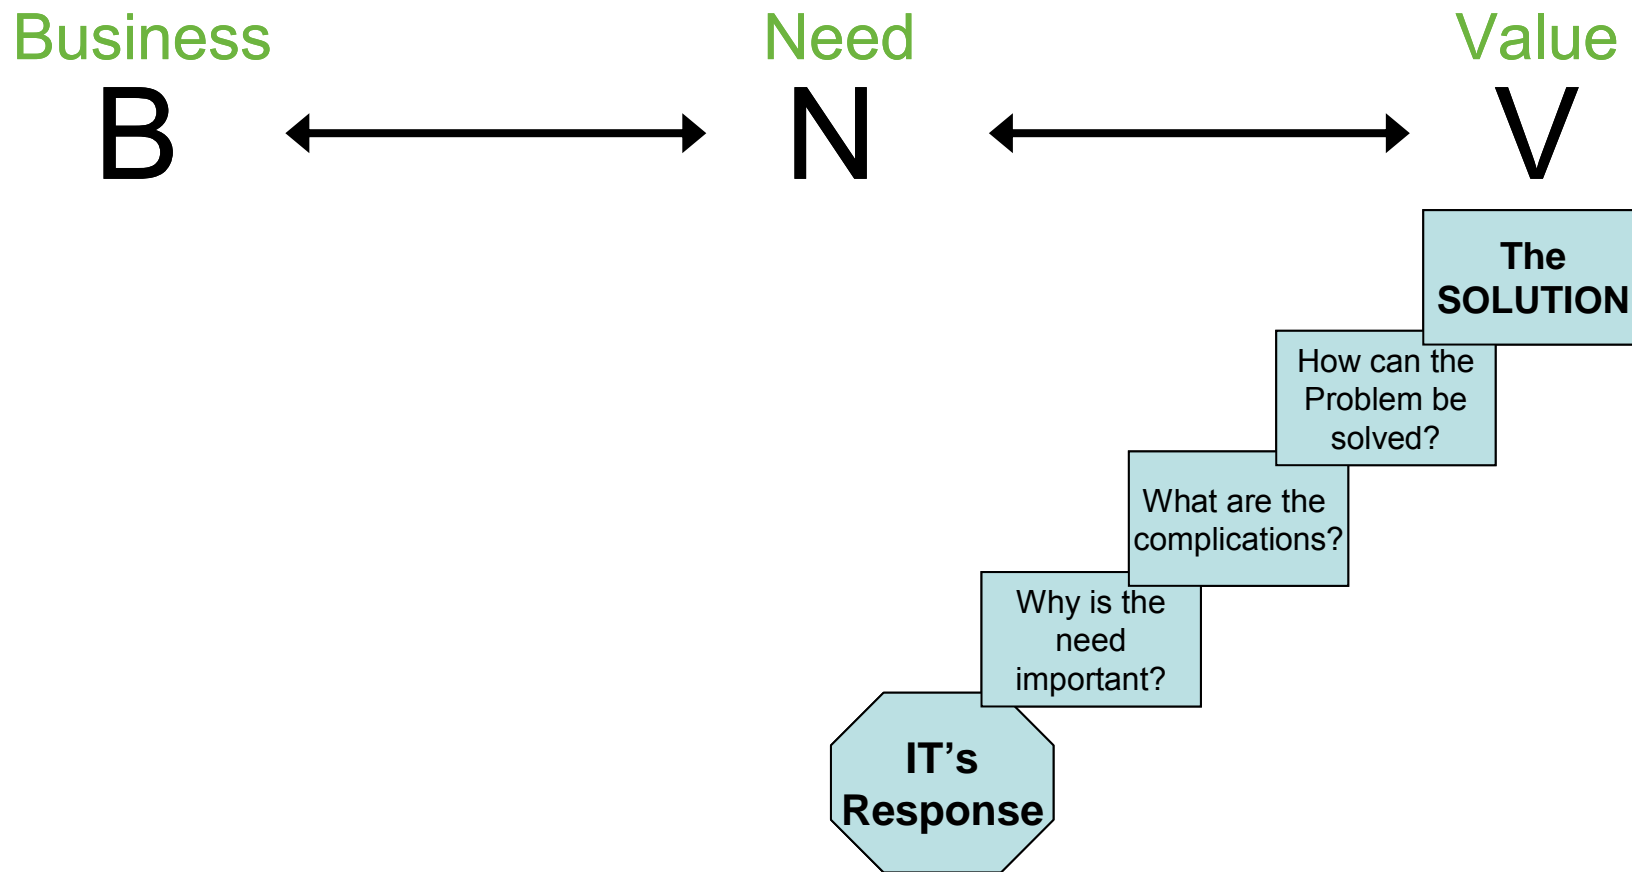 Business
Need
Value
B
N
V
The
SOLUTION
How can the
Problem be
solved?
What are the
complications?
Why is the
need
important?
IT's
Response